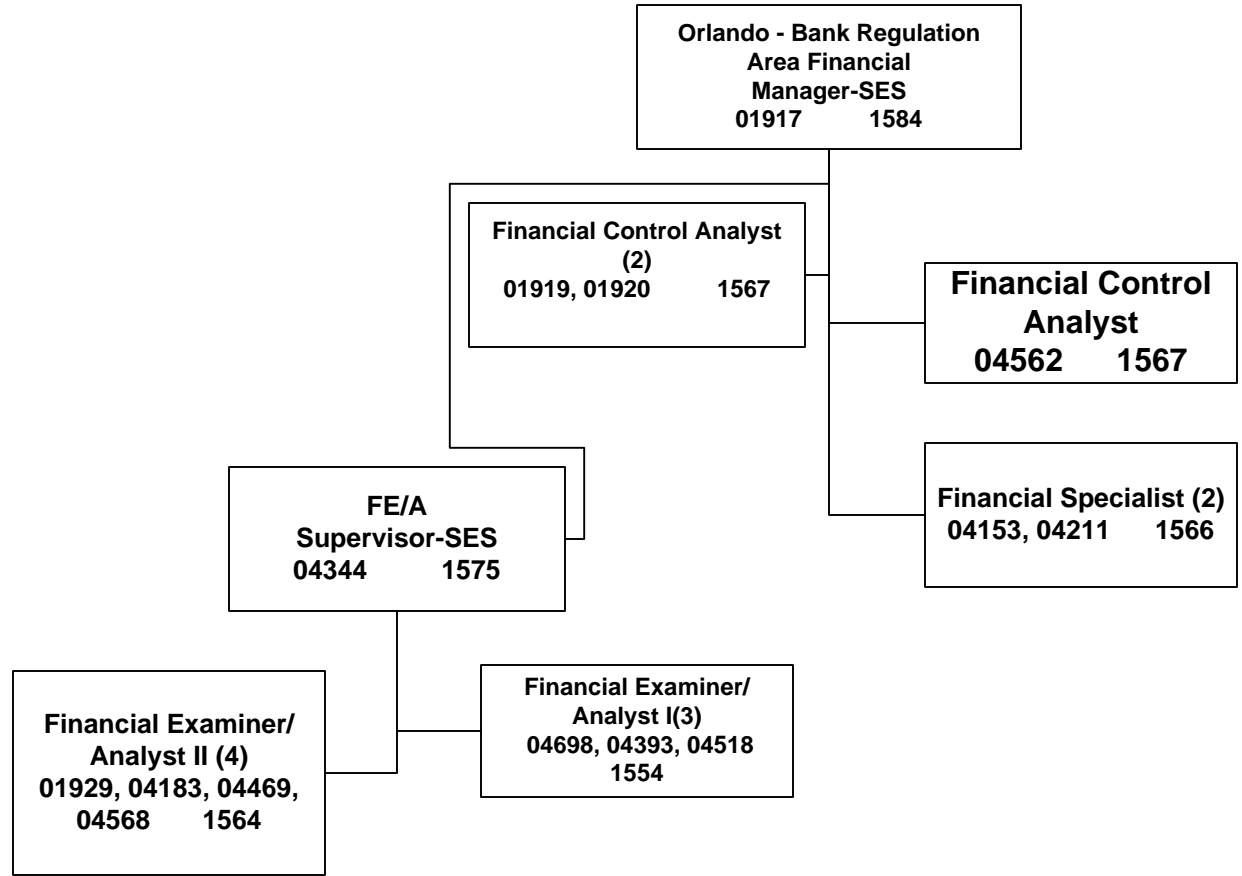 Orlando - Bank Regulation
Area Financial
Manager-SES
01917 1584
Financial Control Analyst
(2)
01919, 01920 1567
Financial Control
Analyst
04562 1567
Financial Specialist (2)
04153, 04211 1566
FE/A
Supervisor-SES
04344 1575
Financial Examiner/
Analyst II (4)
01929, 04183, 04469,
04568 1564
Financial Examiner/
Analyst I(3)
04698, 04393, 04518
1554